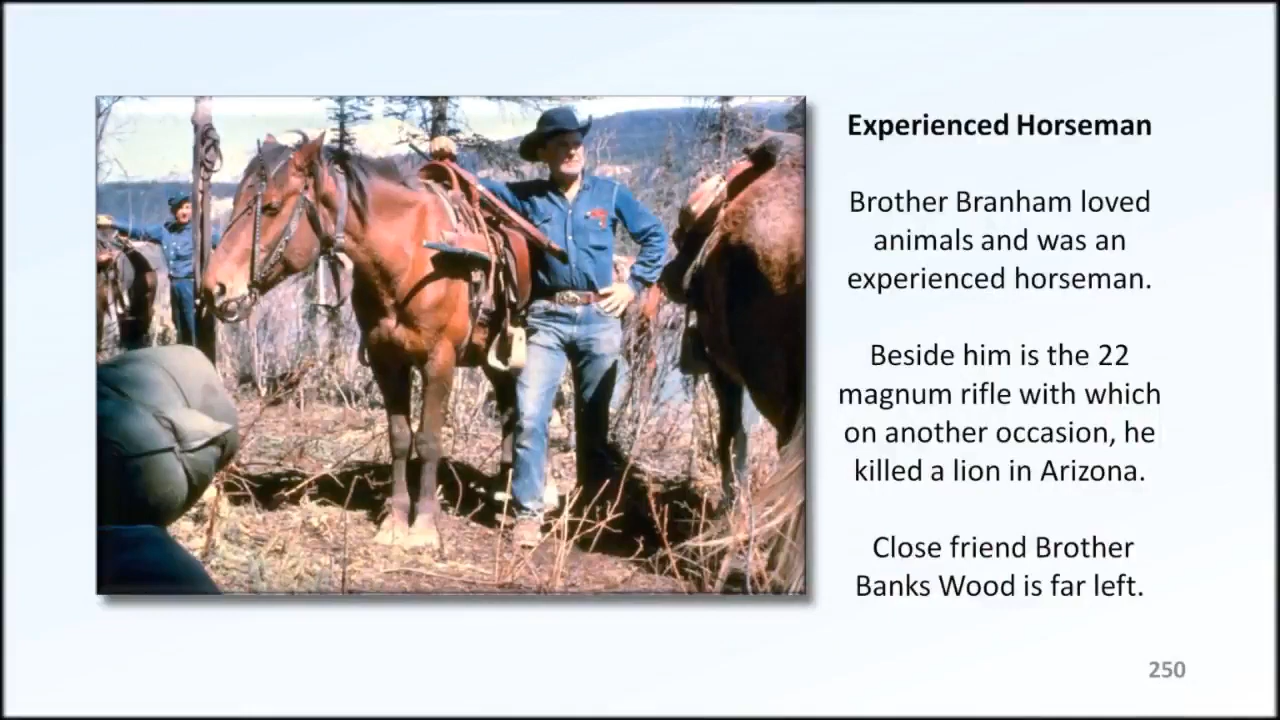 Experienced Horseman
Brother Branham loved
animals and was an
experienced horseman.
Beside him is the 22
magnum rifle with which
on another occasion, he
killed a lion in Arizona.
Close friend Brother
Banks Wood is far left.
250